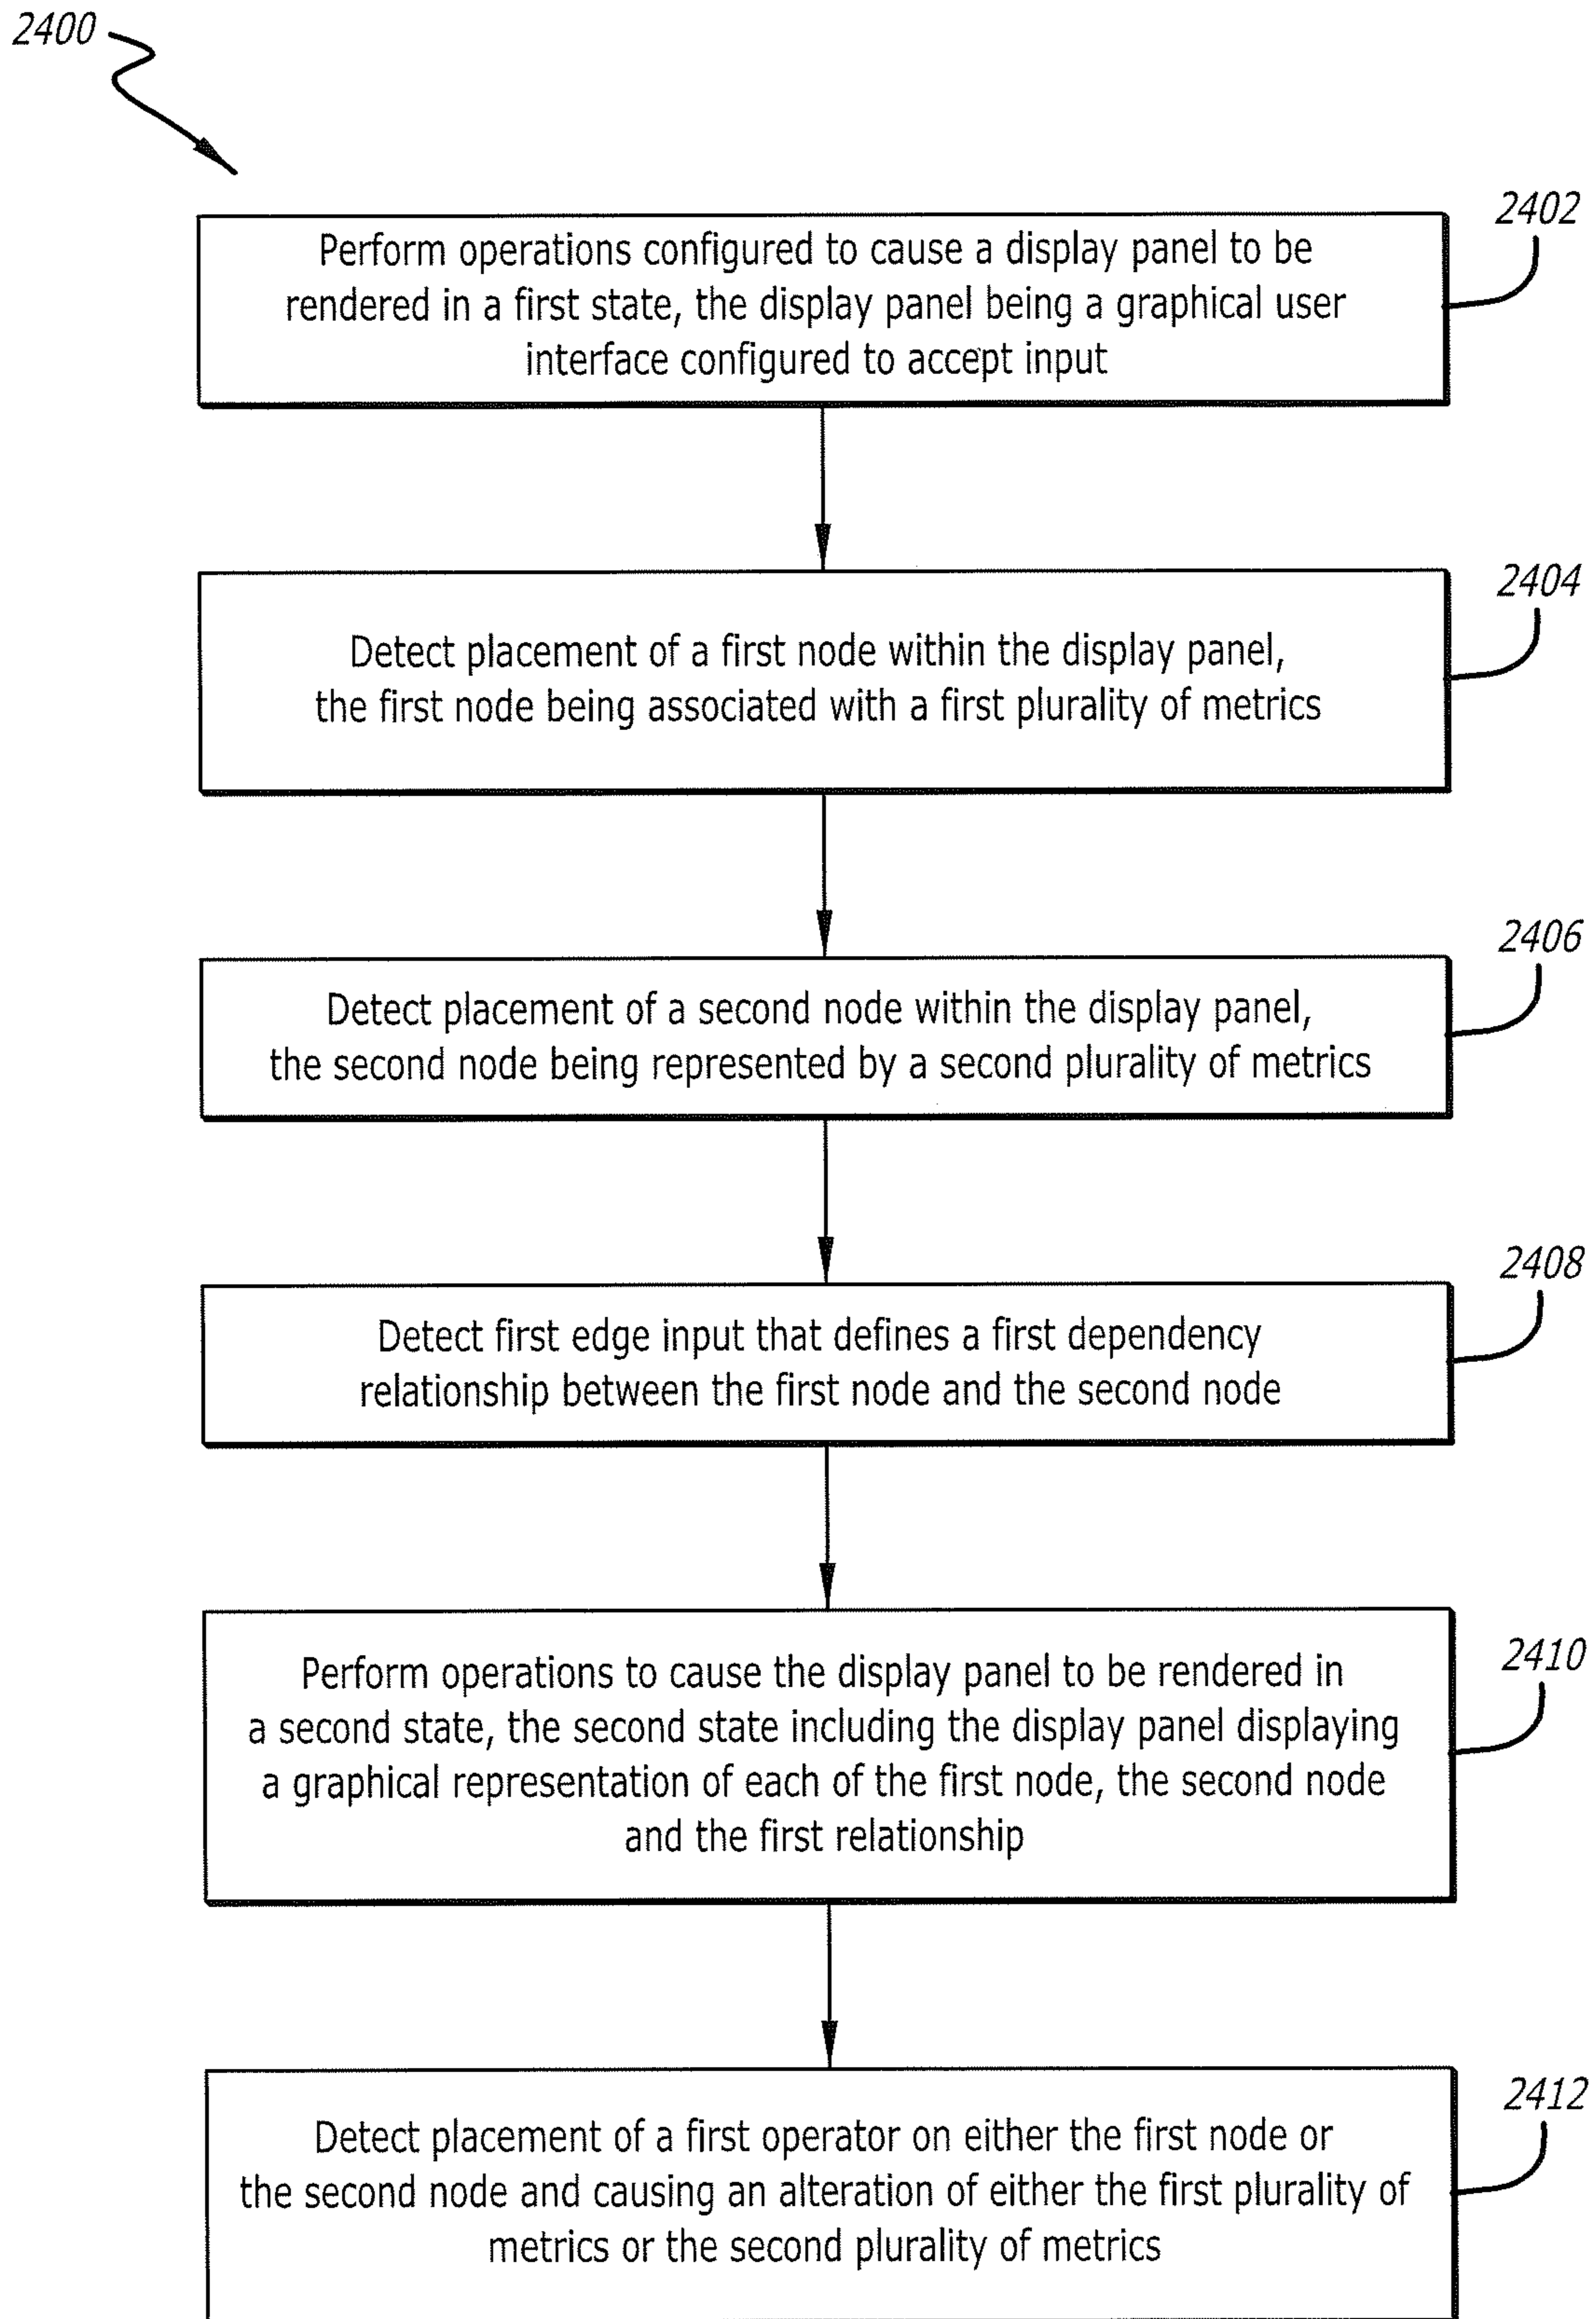 2400
2402
Perform operations configured to cause a display panel to be
rendered in a first state, the display panel being a graphical user
interface configured to accept input
2404
Detect placement of a first node within the display panel,
the first node being associated with a first plurality of metrics
2406
Detect placement of a second node within the display panel,
the second node being represented by a second plurality of metrics
2408
Detect first edge input that defines a first dependency
relationship between the first node and the second node
2410
Perform operations to cause the display panel to be rendered in
a second state, the second state including the display panel displaying
a graphical representation of each of the first node, the second node
and the first relationship
2412
Detect placement of a first operator on either the first node or
the second node and causing an alteration of either the first plurality of
metrics or the second plurality of metrics